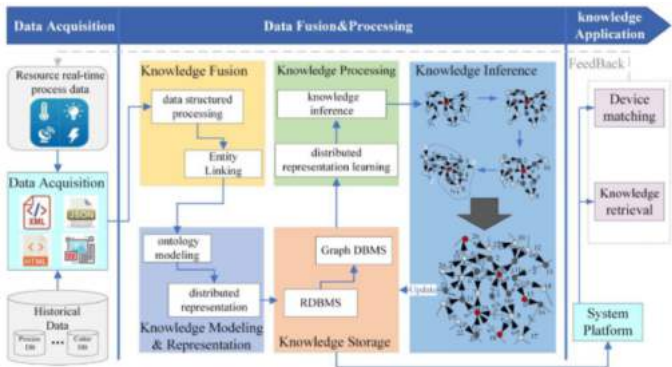 Data Acquisition
Data Fusion&Processing
knowledge
Application
Resource real-time
process data
Data Acquisition
XML
JSON
HTML
Historical
Data
Process
DB
Knowledge Fusion
data structured
processing
Entity
Linking
ontology
modeling
distributed
representation
Knowledge Modeling
& Representation
Knowledge Processing
knowledge
inference
distributed
representation learning
Graph DBMS
RDBMS
Knowledge Storage
Knowledge Inference
Update
FeedBack
Device
matching
Knowledge
retrieval
System
Platform